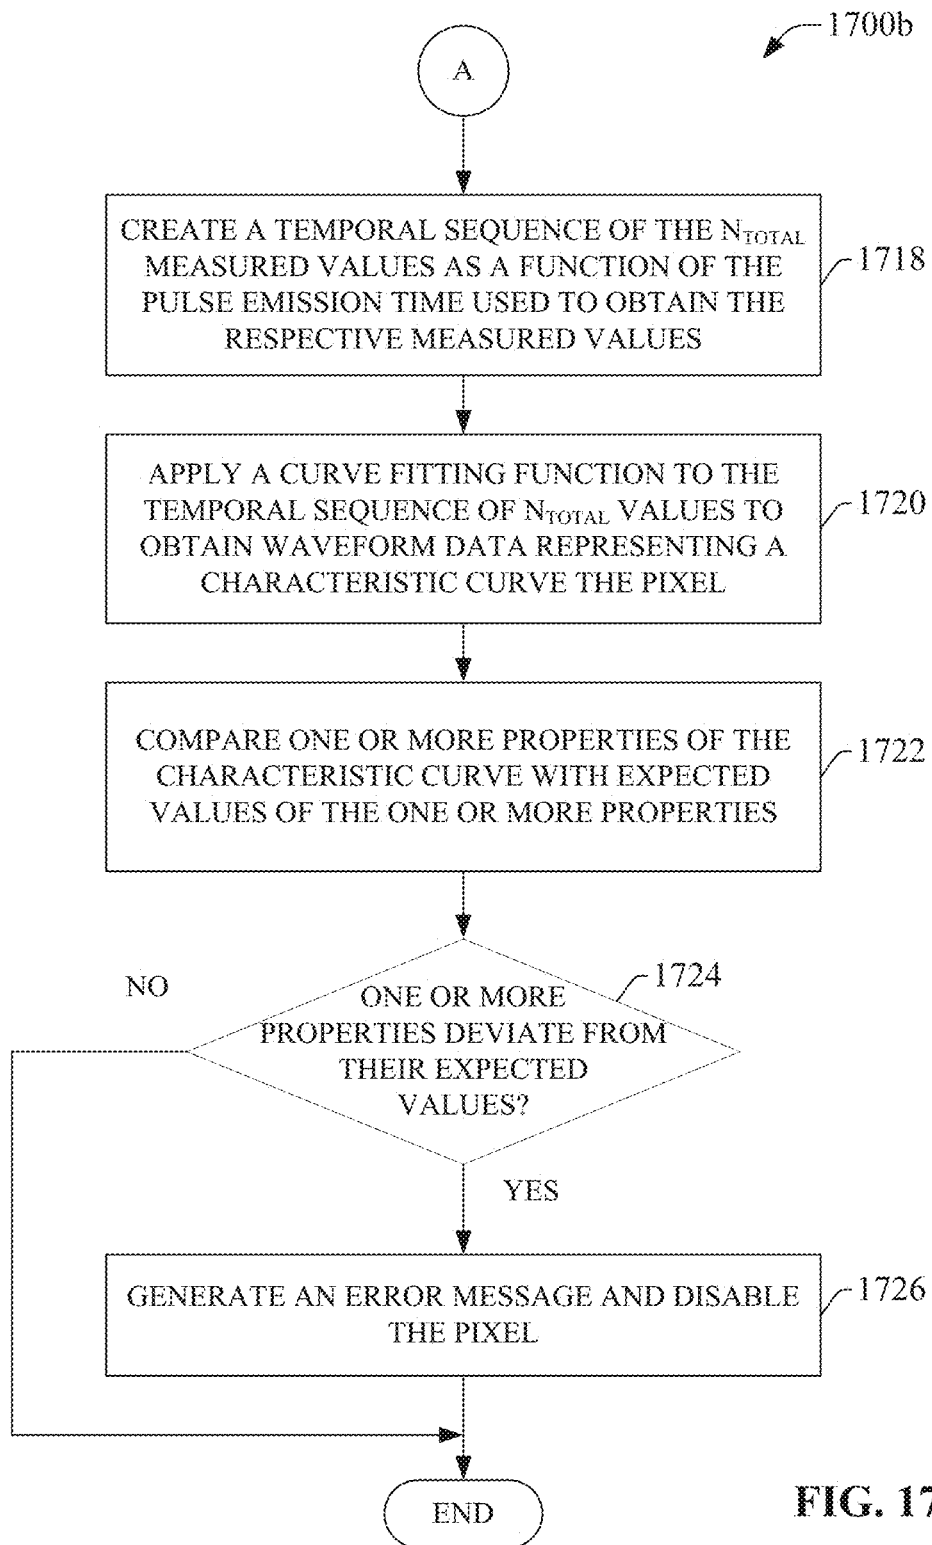 1700b
A
CREATE A TEMPORAL SEQUENCE OF THE NTOTAL
MEASURED VALUES AS A FUNCTION OF THE
PULSE EMISSION TIME USED TO OBTAIN THE
RESPECTIVE MEASURED VALUES
1718
APPLY A CURVE FITTING FUNCTION TO THE
TEMPORAL SEQUENCE OF NTOTAL VALUES TO
OBTAIN WAVEFORM DATA REPRESENTING A
CHARACTERISTIC CURVE THE PIXEL
1720
COMPARE ONE OR MORE PROPERTIES OF THE
CHARACTERISTIC CURVE WITH EXPECTED
VALUES OF THE ONE OR MORE PROPERTIES
1722
NO
1724
ONE OR MORE
PROPERTIES DEVIATE FROM
THEIR EXPECTED
VALUES?
YES
GENERATE AN ERROR MESSAGE AND DISABLE
THE PIXEL
1726
END
FIG. 17